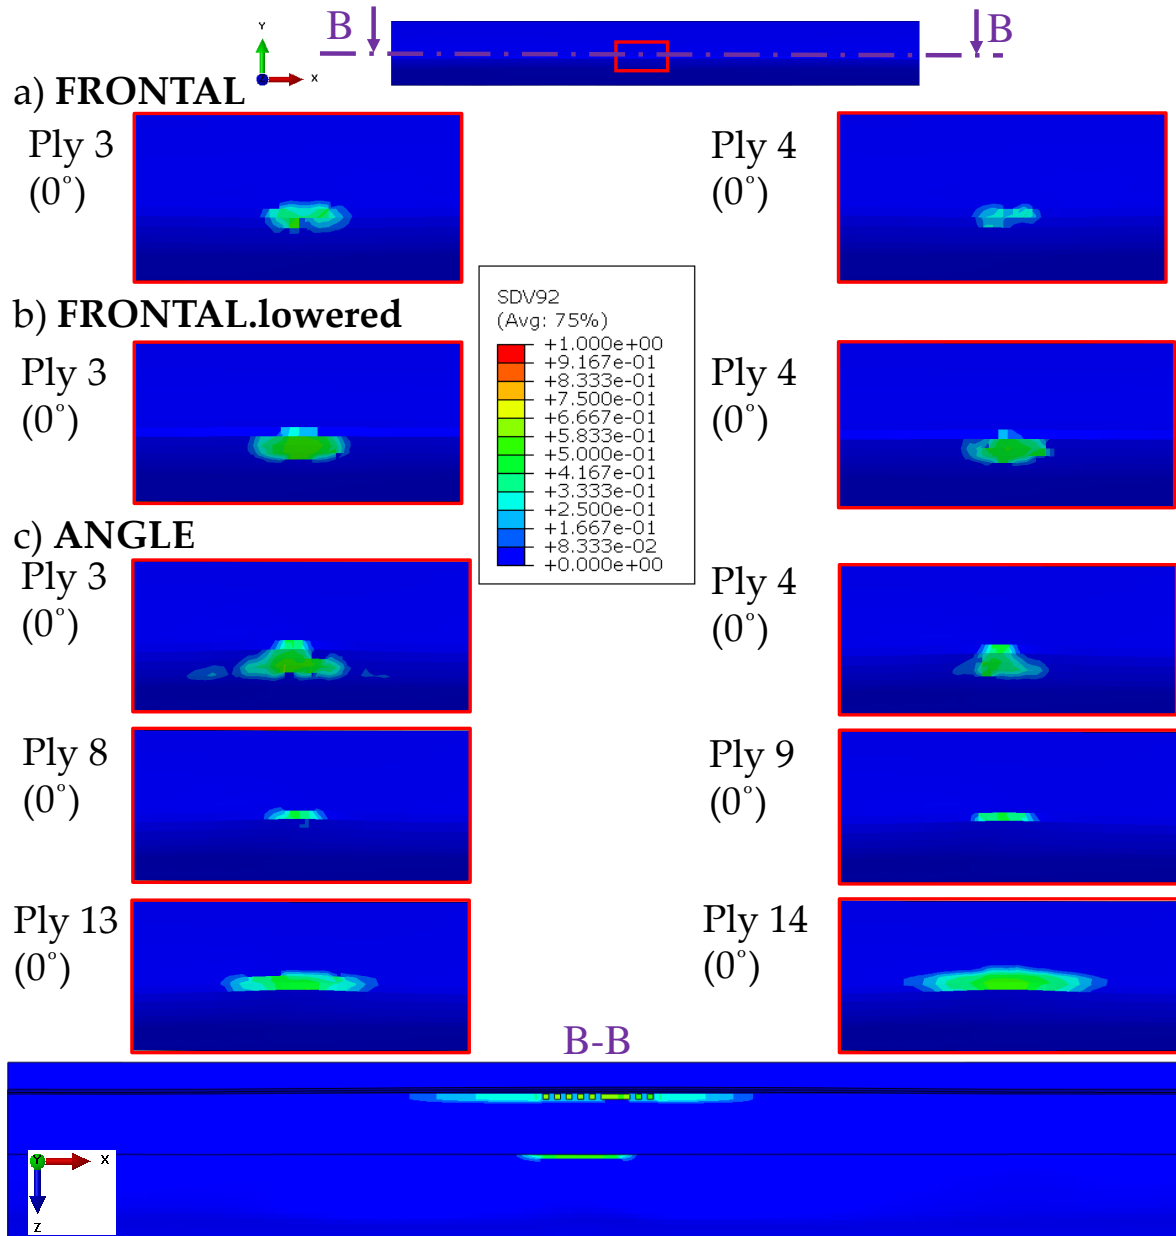 B
B
Y
X
a) FRONTAL
Ply 3
(0°)
Ply 4
(0°)
SDV92
(Avg: 75%)
+1.000e+00
+9.167e-01
+8.333e-01
+7.500e-01
+6.667e-01
+5.833e-01
+5.000e-01
+4.167e-01
+3.333e-01
+2.500e-01
+1.667e-01
+8.333e-02
+0.000e+00
b) FRONTAL.lowered
Ply 3
(0°)
Ply 4
(0°)
c) ANGLE
Ply 3
(0°)
Ply 4
(0°)
Ply 8
(0°)
Ply 9
(0°)
Ply 13
(0°)
Ply 14
(0°)
B-B
Y
X
Z